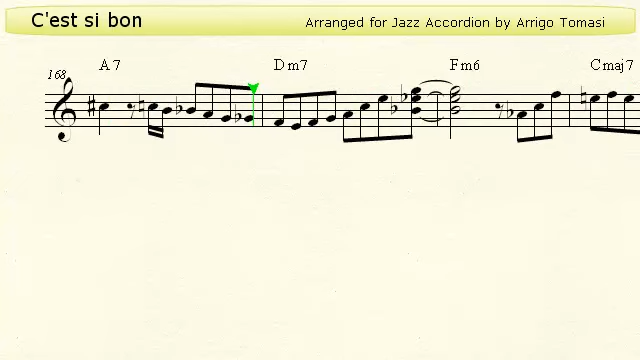 C'est si bon
Arranged for Jazz Accordion by Arrigo Tomasi
168 A7 Dm7 Fm6 Cmaj7